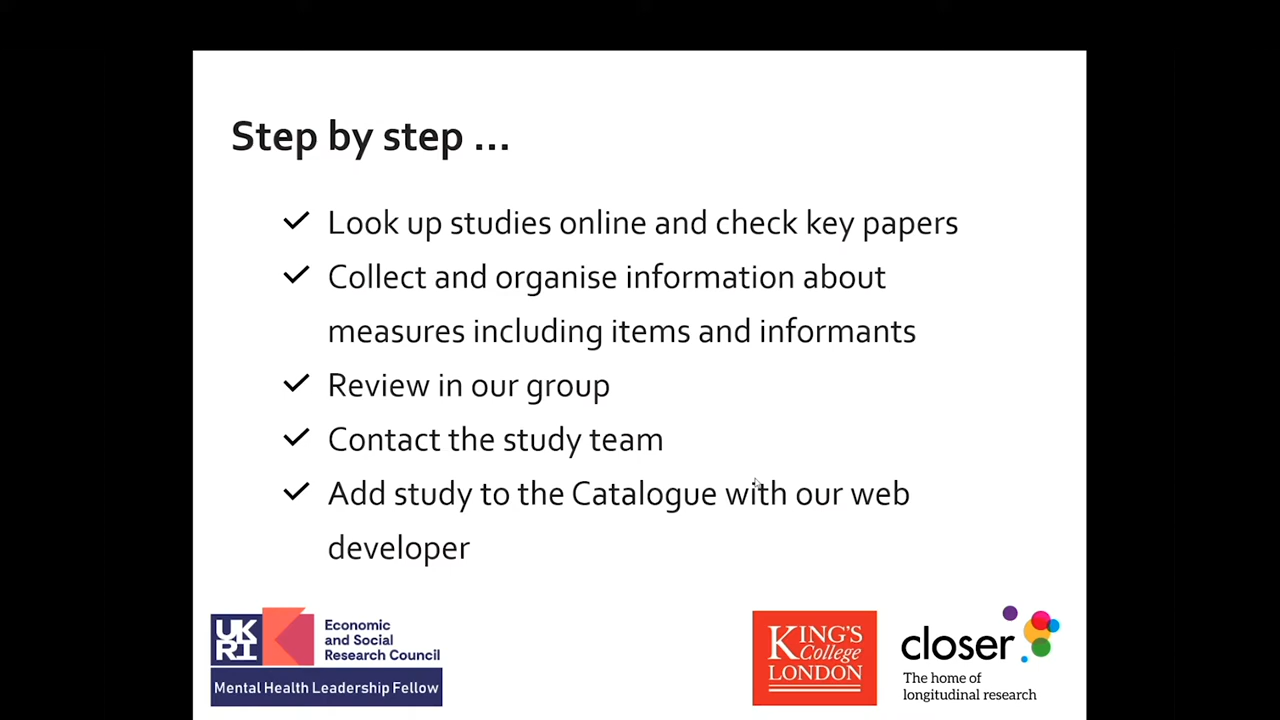 Step by step ...
Look up studies online and check key papers
Collect and organise information about
measures including items and informants
Review in our group
Contact the study team
Add study to the Catalogue with our web
developer
UK
RI
Economic
and Social
Research Council
Mental Health Leadership Fellow
KING'S
College
LONDON
closer
The home of
longitudinal research